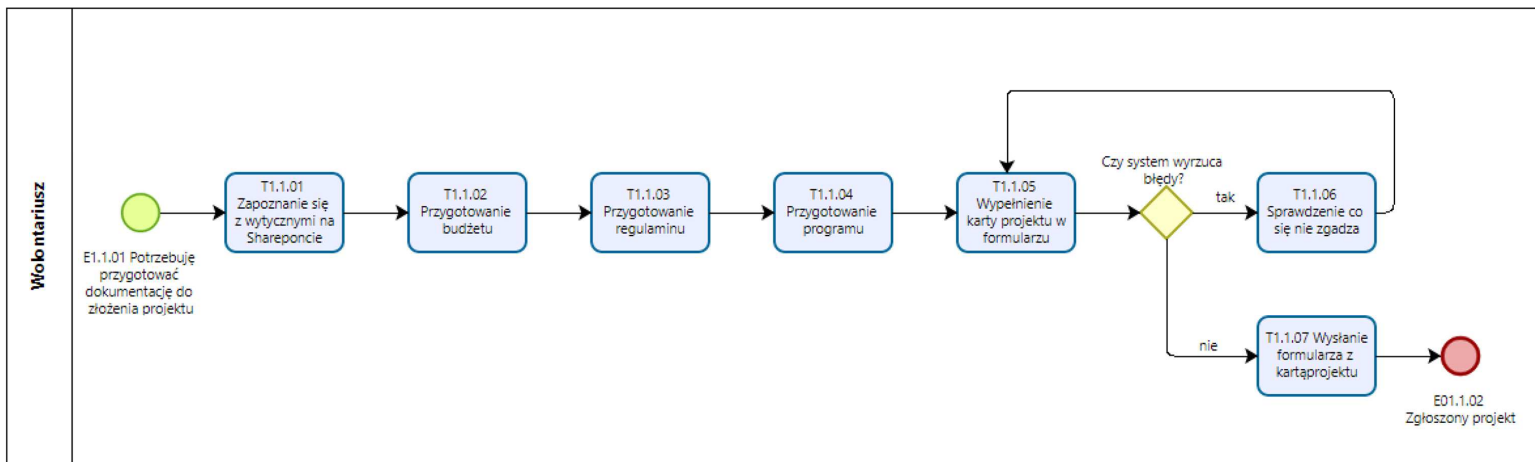 Wolontariusz
E1.1.01 Potrzebuję
przygotować
dokumentację do
złożenia projektu
T1.1.01
Zapoznanie się
z wytycznymi na
Shareponcie
T1.1.02
Przygotowanie
budżetu
T1.1.03
Przygotowanie
regulaminu
T1.1.04
Przygotowanie
programu
T1.1.05
Wypełnienie
karty projektu w
formularzu
Czy system wyrzuca
błędy?
tak
T1.1.06
Sprawdzenie co
się nie zgadza
nie
T1.1.07 Wysłanie
formularza z
kartąprojektu
E01.1.02
Zgłoszony projekt